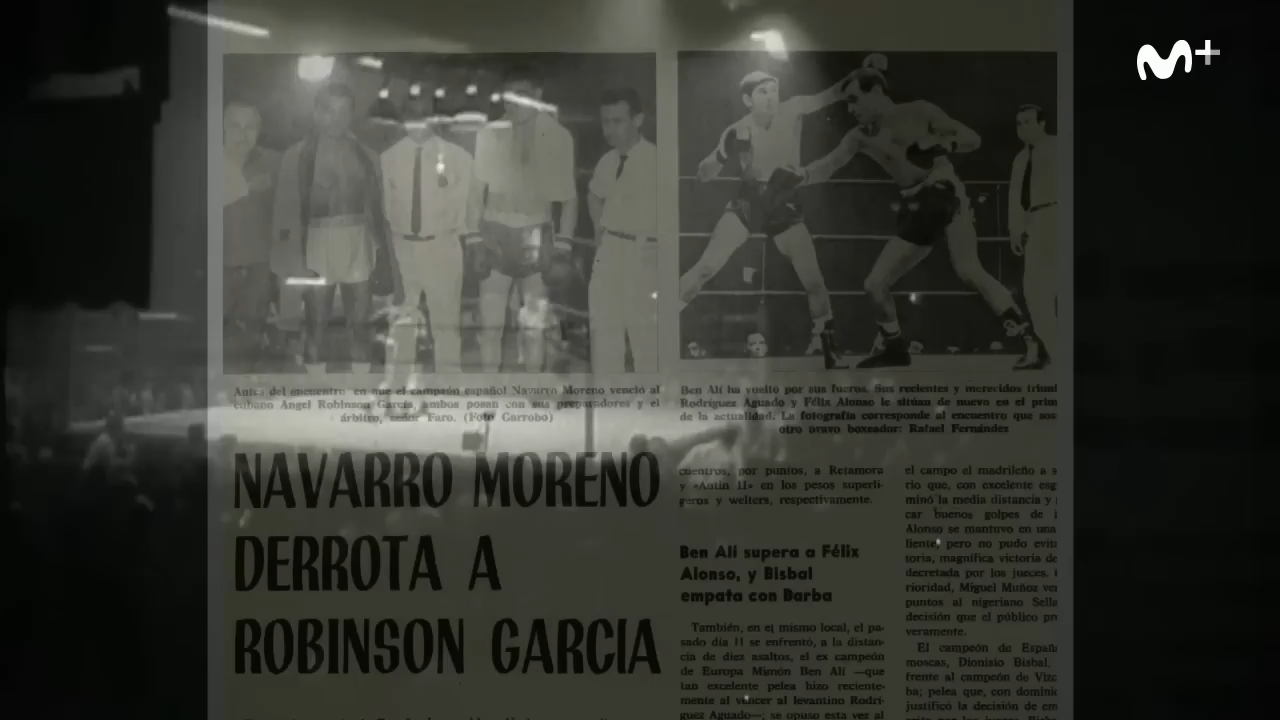 M+
Antes del encuentro en que el campeón español Navarro Moreno venció al
cubano Angel Robinson García, ambos posan con sus preparadores y el
árbitro, señor Faro. (Foto Garrobo)
Ben Alí ha vuelto por sus fueros. Sus recientes y merecidos triunf
Rodríguez Aguado y Félix Alonso le sitúan de nuevo en el prim
de la actualidad. La fotografía corresponde al encuentro que sos
otro bravo boxeador: Rafael Fernández
NAVARRO MORENO
DERROTA A
ROBINSON GARCIA
cuentros, por puntos, a Retamora
y «Antin II» en los pesos superli-
geros y welters, respectivamente.
Ben Alí supera a Félix
Alonso, y Bisbal
empata con Barba
También, en el mismo local, el pa-
sado día 11 se enfrentó, a la distan-
cia de diez asaltos, el ex campeón
de Europa Mimón Ben Alí —que
tan excelente pelea hizo reciente-
mente al vencer al levantino Rodrí-
guez Aguado—; se opuso esta vez al
el campo el madrileño a s
rio que, con excelente esg
minó la media distancia y
car buenos golpes de i
Alonso se mantuvo en una
liente, pero no pudo evita
toria, magnífica victoria de
decretada por los jueces.
rioridad, Miguel Muñoz ve
puntos al nigeriano Sella
decisión que el público pr
veramente.
El campeón de España
moscas, Dionisio Bisbal,
frente al campeón de Vizc
ba; pelea que, con dominio
justificó la decisión de em